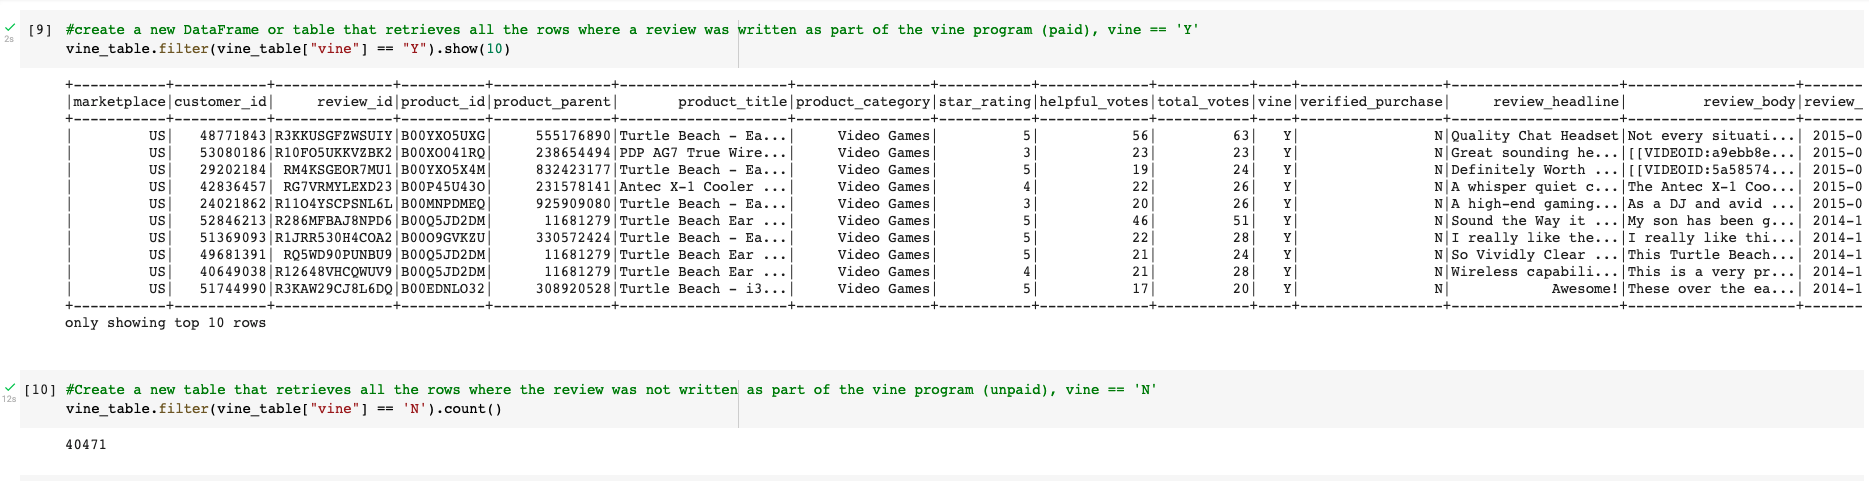 [9] #create a new DataFrame or table that retrieves all the rows where a review was written as part of the vine program (paid), vine == 'Y'
2s vine_table.filter(vine_table["vine"] == "Y").show(10)
+-----------+-----------+--------------+----------+--------------+--------------------+----------------+-----------+-------------+-----------+----+-----------------+--------------------+--------------------+-------
|marketplace|customer_id|     review_id|product_id|product_parent|       product_title|product_category|star_rating|helpful_votes|total_votes|vine|verified_purchase|     review_headline|         review_body|review_
+-----------+-----------+--------------+----------+--------------+--------------------+----------------+-----------+-------------+-----------+----+-----------------+--------------------+--------------------+-------
|         US|   48771843|R3KKUSGFZWSUIY|B00YXO5UXG|     555176890|Turtle Beach - Ea...|     Video Games|          5|           56|         63|   Y|                N|Quality Chat Headset|Not every situati...| 2015-0
|         US|   53080186|R10FO5UKKVZBK2|B00XO041RQ|     238654494|PDP AG7 True Wire...|     Video Games|          3|           23|         23|   Y|                N|Great sounding he...|[[VIDEOID:a9ebb8e...| 2015-0
|         US|   29202184| RM4KSGEOR7MU1|B00YXO5X4M|     832423177|Turtle Beach - Ea...|     Video Games|          5|           19|         24|   Y|                N|Definitely Worth ...|[[VIDEOID:5a58574...| 2015-0
|         US|   42836457| RG7VRMYLEXD23|B00P45U43O|     231578141|Antec X-1 Cooler ...|     Video Games|          4|           22|         26|   Y|                N|A whisper quiet c...|The Antec X-1 Coo...| 2015-0
|         US|   24021862|R11O4YSCPSNL6L|B00MNPDMEQ|     925909080|Turtle Beach - Ea...|     Video Games|          3|           20|         26|   Y|                N|A high-end gaming...|As a DJ and avid ...| 2015-0
|         US|   52846213|R286MFBAJ8NPD6|B00Q5JD2DM|      11681279|Turtle Beach Ear ...|     Video Games|          5|           46|         51|   Y|                N|Sound the Way it ...|My son has been g...| 2014-1
|         US|   51369093|R1JRR530H4COA2|B00O9GVKZU|     330572424|Turtle Beach - Ea...|     Video Games|          5|           22|         28|   Y|                N|I really like the...|I really like thi...| 2014-1
|         US|   49681391| RQ5WD90PUNBU9|B00Q5JD2DM|      11681279|Turtle Beach Ear ...|     Video Games|          5|           21|         24|   Y|                N|So Vividly Clear ...|This Turtle Beach...| 2014-1
|         US|   40649038|R12648VHCQWUV9|B00Q5JD2DM|      11681279|Turtle Beach Ear ...|     Video Games|          4|           21|         28|   Y|                N|Wireless capabili...|This is a very pr...| 2014-1
|         US|   51744990|R3KAW29CJ8L6DQ|B00EDNLO32|     308920528|Turtle Beach - i3...|     Video Games|          5|           17|         20|   Y|                N|            Awesome!|These over the ea...| 2014-1
+-----------+-----------+--------------+----------+--------------+--------------------+----------------+-----------+-------------+-----------+----+-----------------+--------------------+--------------------+-------
only showing top 10 rows
[10] #Create a new table that retrieves all the rows where the review was not written as part of the vine program (unpaid), vine == 'N'
12s vine_table.filter(vine_table["vine"] == 'N').count()
40471